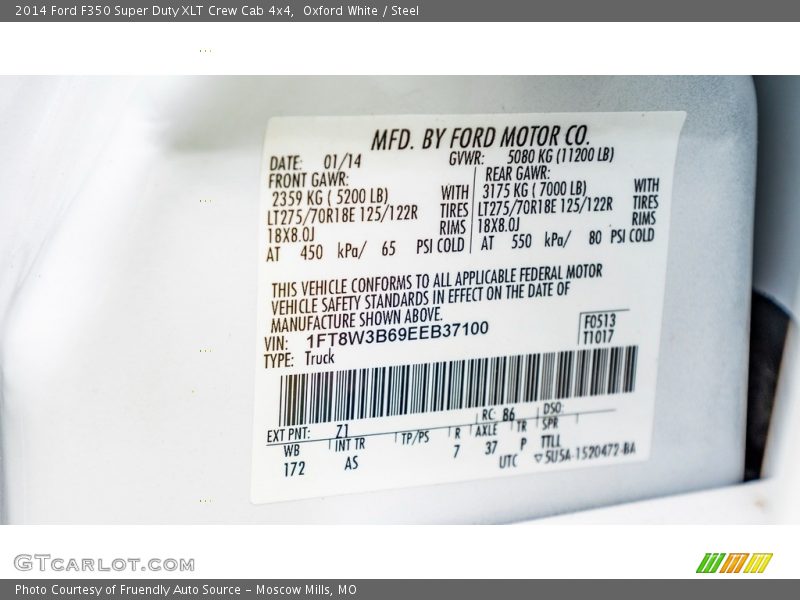 2014 Ford F350 Super Duty XLT Crew Cab 4x4, Oxford White / Steel
MFD. BY FORD MOTOR CO.
DATE: 01/14 GVWR: 5080 KG (11200 LB)
FRONT GAWR: REAR GAWR:
2359 KG ( 5200 LB) WITH 3175 KG ( 7000 LB) WITH
LT275/70R18E 125/122R TIRES LT275/70R18E 125/122R TIRES
18X8.0J RIMS 18X8.0J RIMS
AT 450 kPa/ 65 PSI COLD AT 550 kPa/ 80 PSI COLD
THIS VEHICLE CONFORMS TO ALL APPLICABLE FEDERAL MOTOR
VEHICLE SAFETY STANDARDS IN EFFECT ON THE DATE OF
MANUFACTURE SHOWN ABOVE.
VIN: 1FT8W3B69EEB37100 F0513
TYPE: Truck T1017
EXT PNT: Z1 RC: 86 DSO:
WB INT TR TP/PS R AXLE TR SPR
172 AS 7 37 P TTLL
UTC ▽5USA-1520472-BA
GTCARLOT.COM
Photo Courtesy of Fruendly Auto Source - Moscow Mills, MO